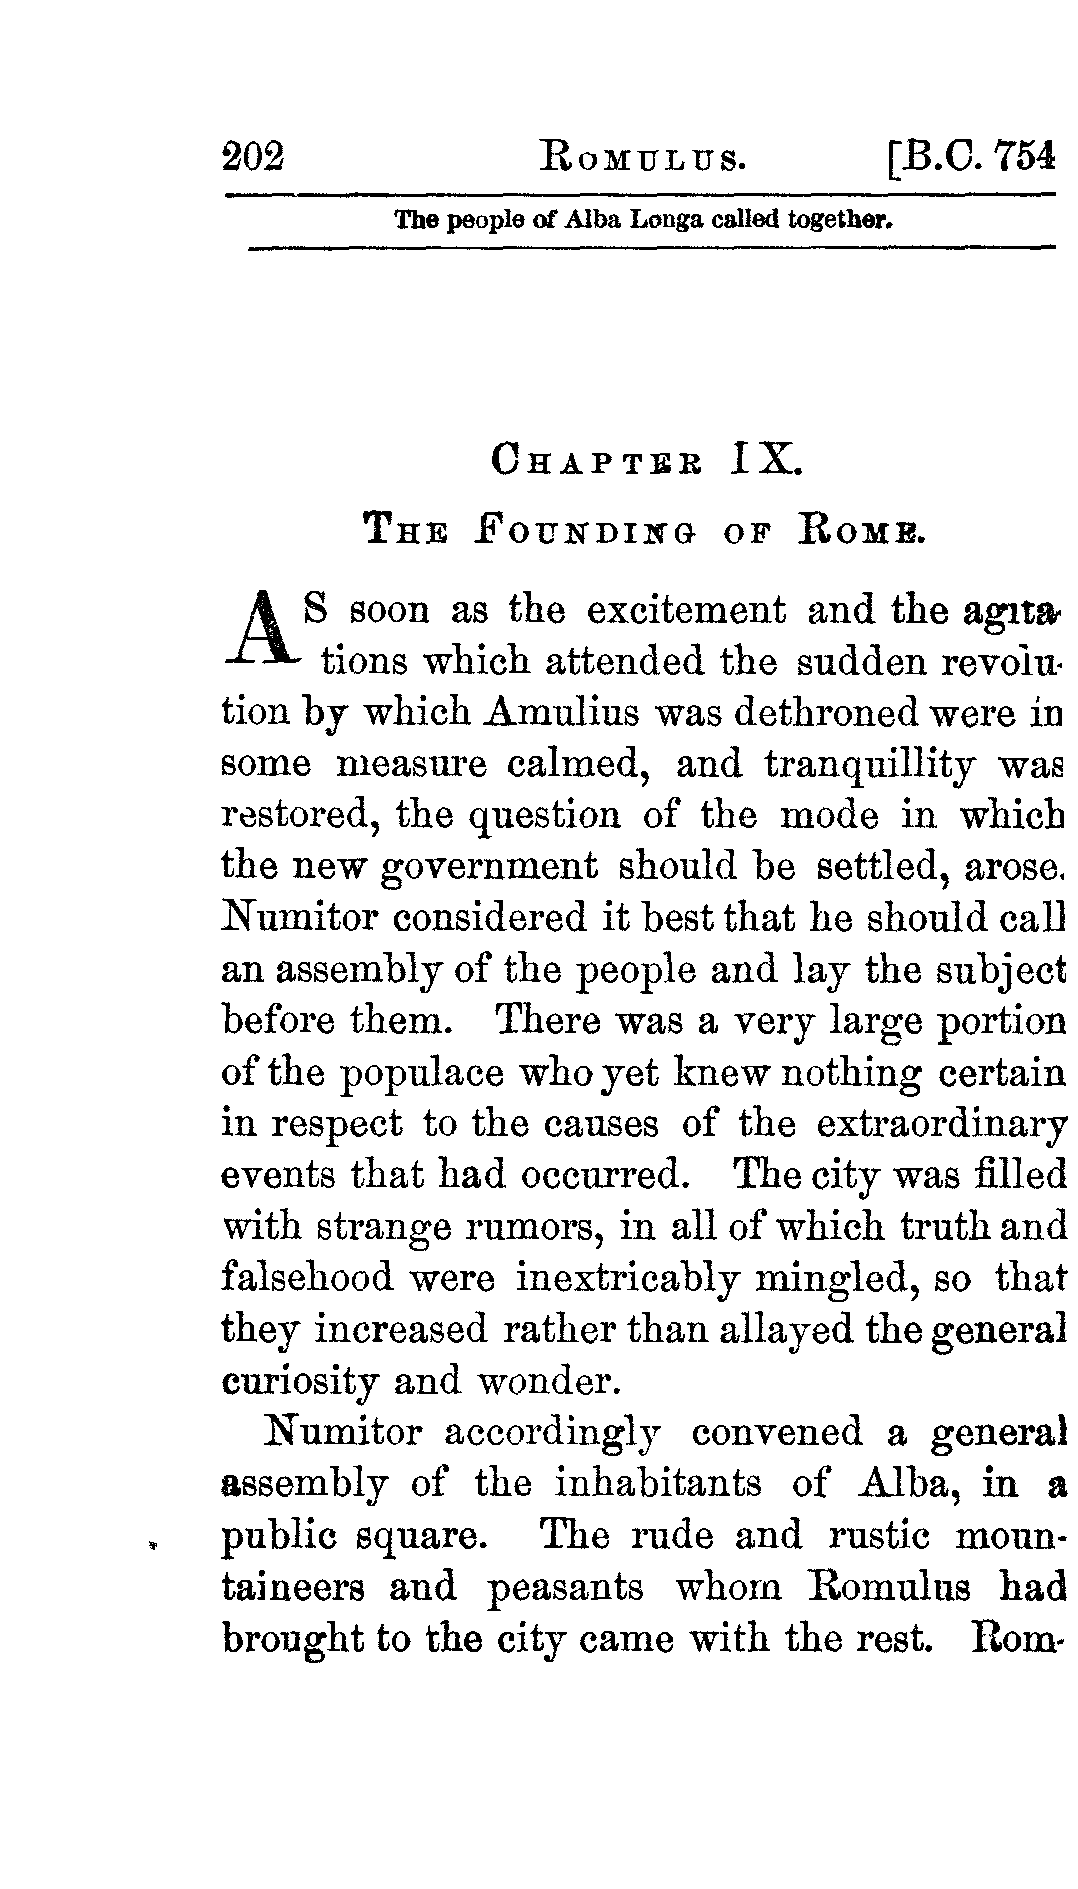 202 ROMULUS. [B.C. 754
The people of Alba Longa called together.
CHAPTER IX.
THE FOUNDING OF ROME.
AS soon as the excitement and the agita-
tions which attended the sudden revolu-
tion by which Amulius was dethroned were in
some measure calmed, and tranquillity was
restored, the question of the mode in which
the new government should be settled, arose.
Numitor considered it best that he should call
an assembly of the people and lay the subject
before them. There was a very large portion
of the populace who yet knew nothing certain
in respect to the causes of the extraordinary
events that had occurred. The city was filled
with strange rumors, in all of which truth and
falsehood were inextricably mingled, so that
they increased rather than allayed the general
curiosity and wonder.
Numitor accordingly convened a general
assembly of the inhabitants of Alba, in a
public square. The rude and rustic moun-
taineers and peasants whom Romulus had
brought to the city came with the rest. Rom-